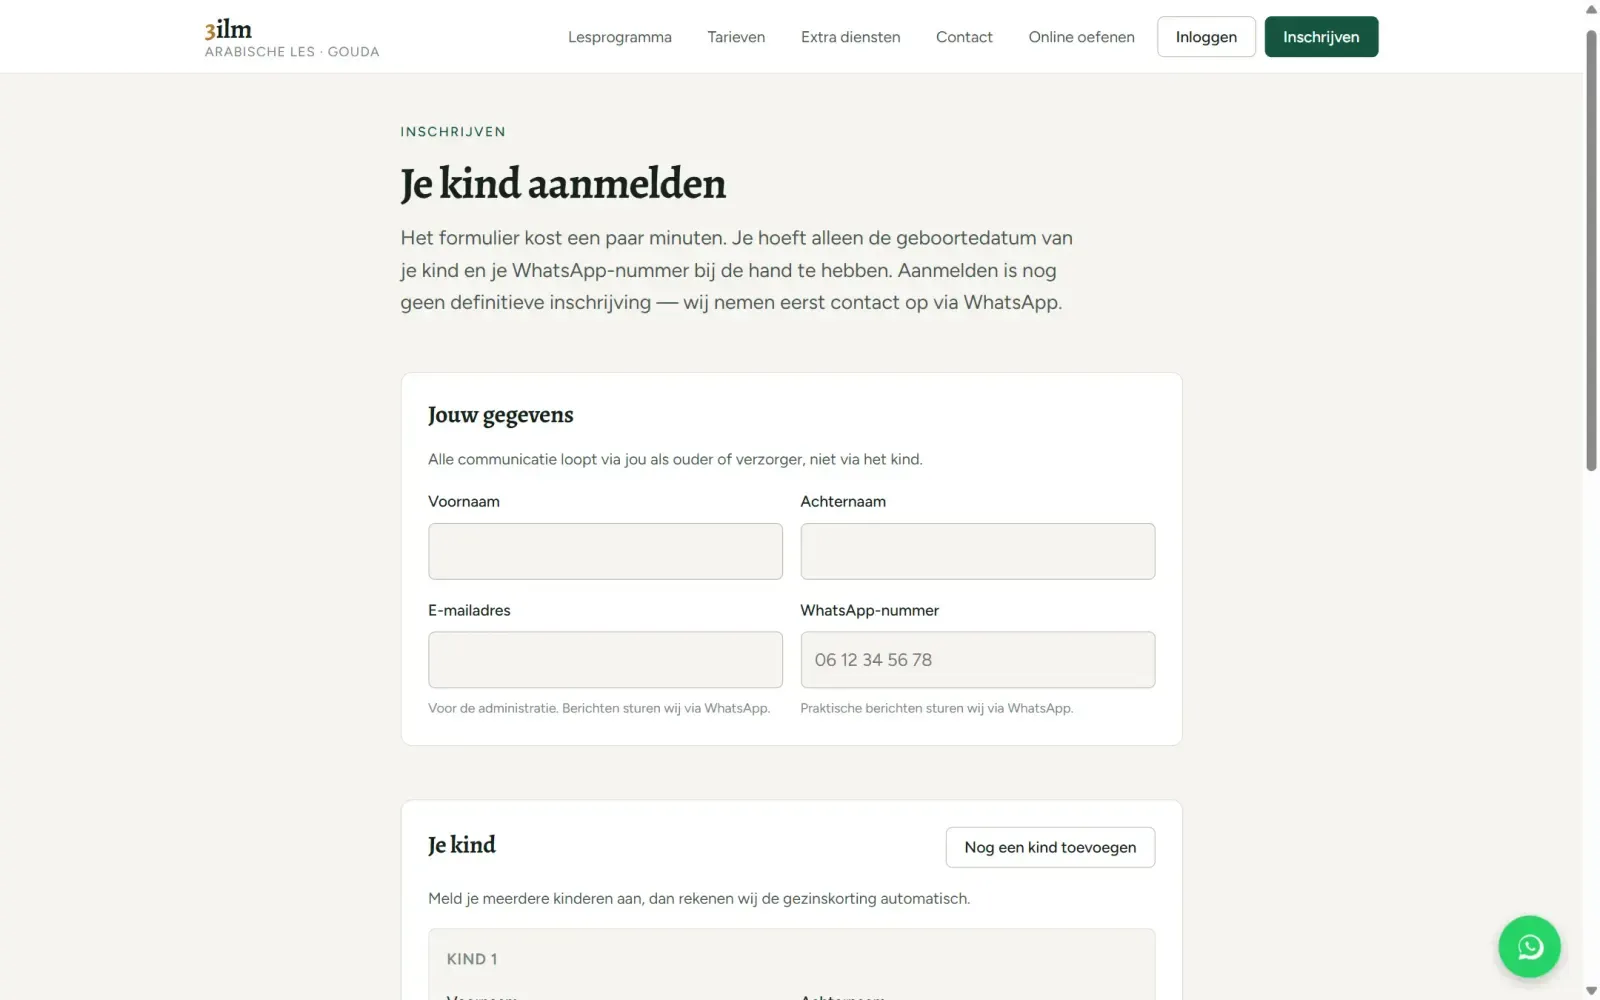 3ilm
ARABISCHE LES · GOUDA
Lesprogramma
Tarieven
Extra diensten
Contact
Online oefenen
Inloggen
Inschrijven
INSCHRIJVEN
Je kind aanmelden
Het formulier kost een paar minuten. Je hoeft alleen de geboortedatum van
je kind en je WhatsApp-nummer bij de hand te hebben. Aanmelden is nog
geen definitieve inschrijving — wij nemen eerst contact op via WhatsApp.
Jouw gegevens
Alle communicatie loopt via jou als ouder of verzorger, niet via het kind.
Voornaam
Achternaam
E-mailadres
WhatsApp-nummer
06 12 34 56 78
Voor de administratie. Berichten sturen wij via WhatsApp.
Praktische berichten sturen wij via WhatsApp.
Je kind
Nog een kind toevoegen
Meld je meerdere kinderen aan, dan rekenen wij de gezinskorting automatisch.
KIND 1